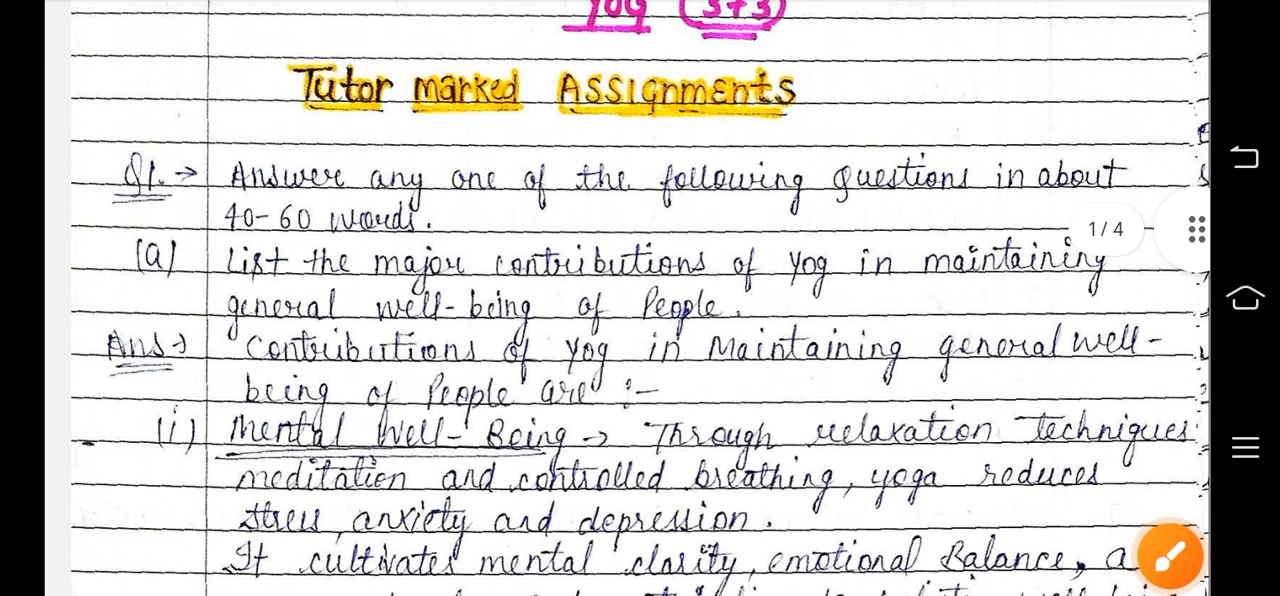 Yog (373)
Tutor marked Assignments
Q1.→ Answer any one of the following questions in about
40-60 words.
1/4
(a) List the major contributions of yog in maintaining
general well-being of People.
Ans→ Contributions of yog in Maintaining general well-
being of People are :-
(i) Mental Well-Being → Through relaxation techniques
meditation and controlled breathing, yoga reduces
stress, anxiety and depression.
It cultivates mental clarity, emotional Balance, a